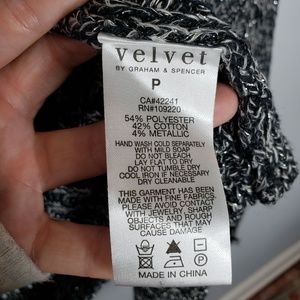 velvet
BY GRAHAM & SPENCER
P
CA#42241
RN#109220
54% POLYESTER
42% COTTON
4% METALLIC
HAND WASH COLD SEPARATELY
WITH MILD SOAP
DO NOT BLEACH
LAY FLAT TO DRY
DO NOT TUMBLE DRY
COOL IRON IF NECESSARY
DRY CLEANABLE
THIS GARMENT HAS BEEN
MADE WITH FINE FABRICS
PLEASE AVOID CONTACT
WITH JEWELRY, SHARP
OBJECTS AND ROUGH
SURFACES THAT MAY
CAUSE DAMAGE
MADE IN CHINA